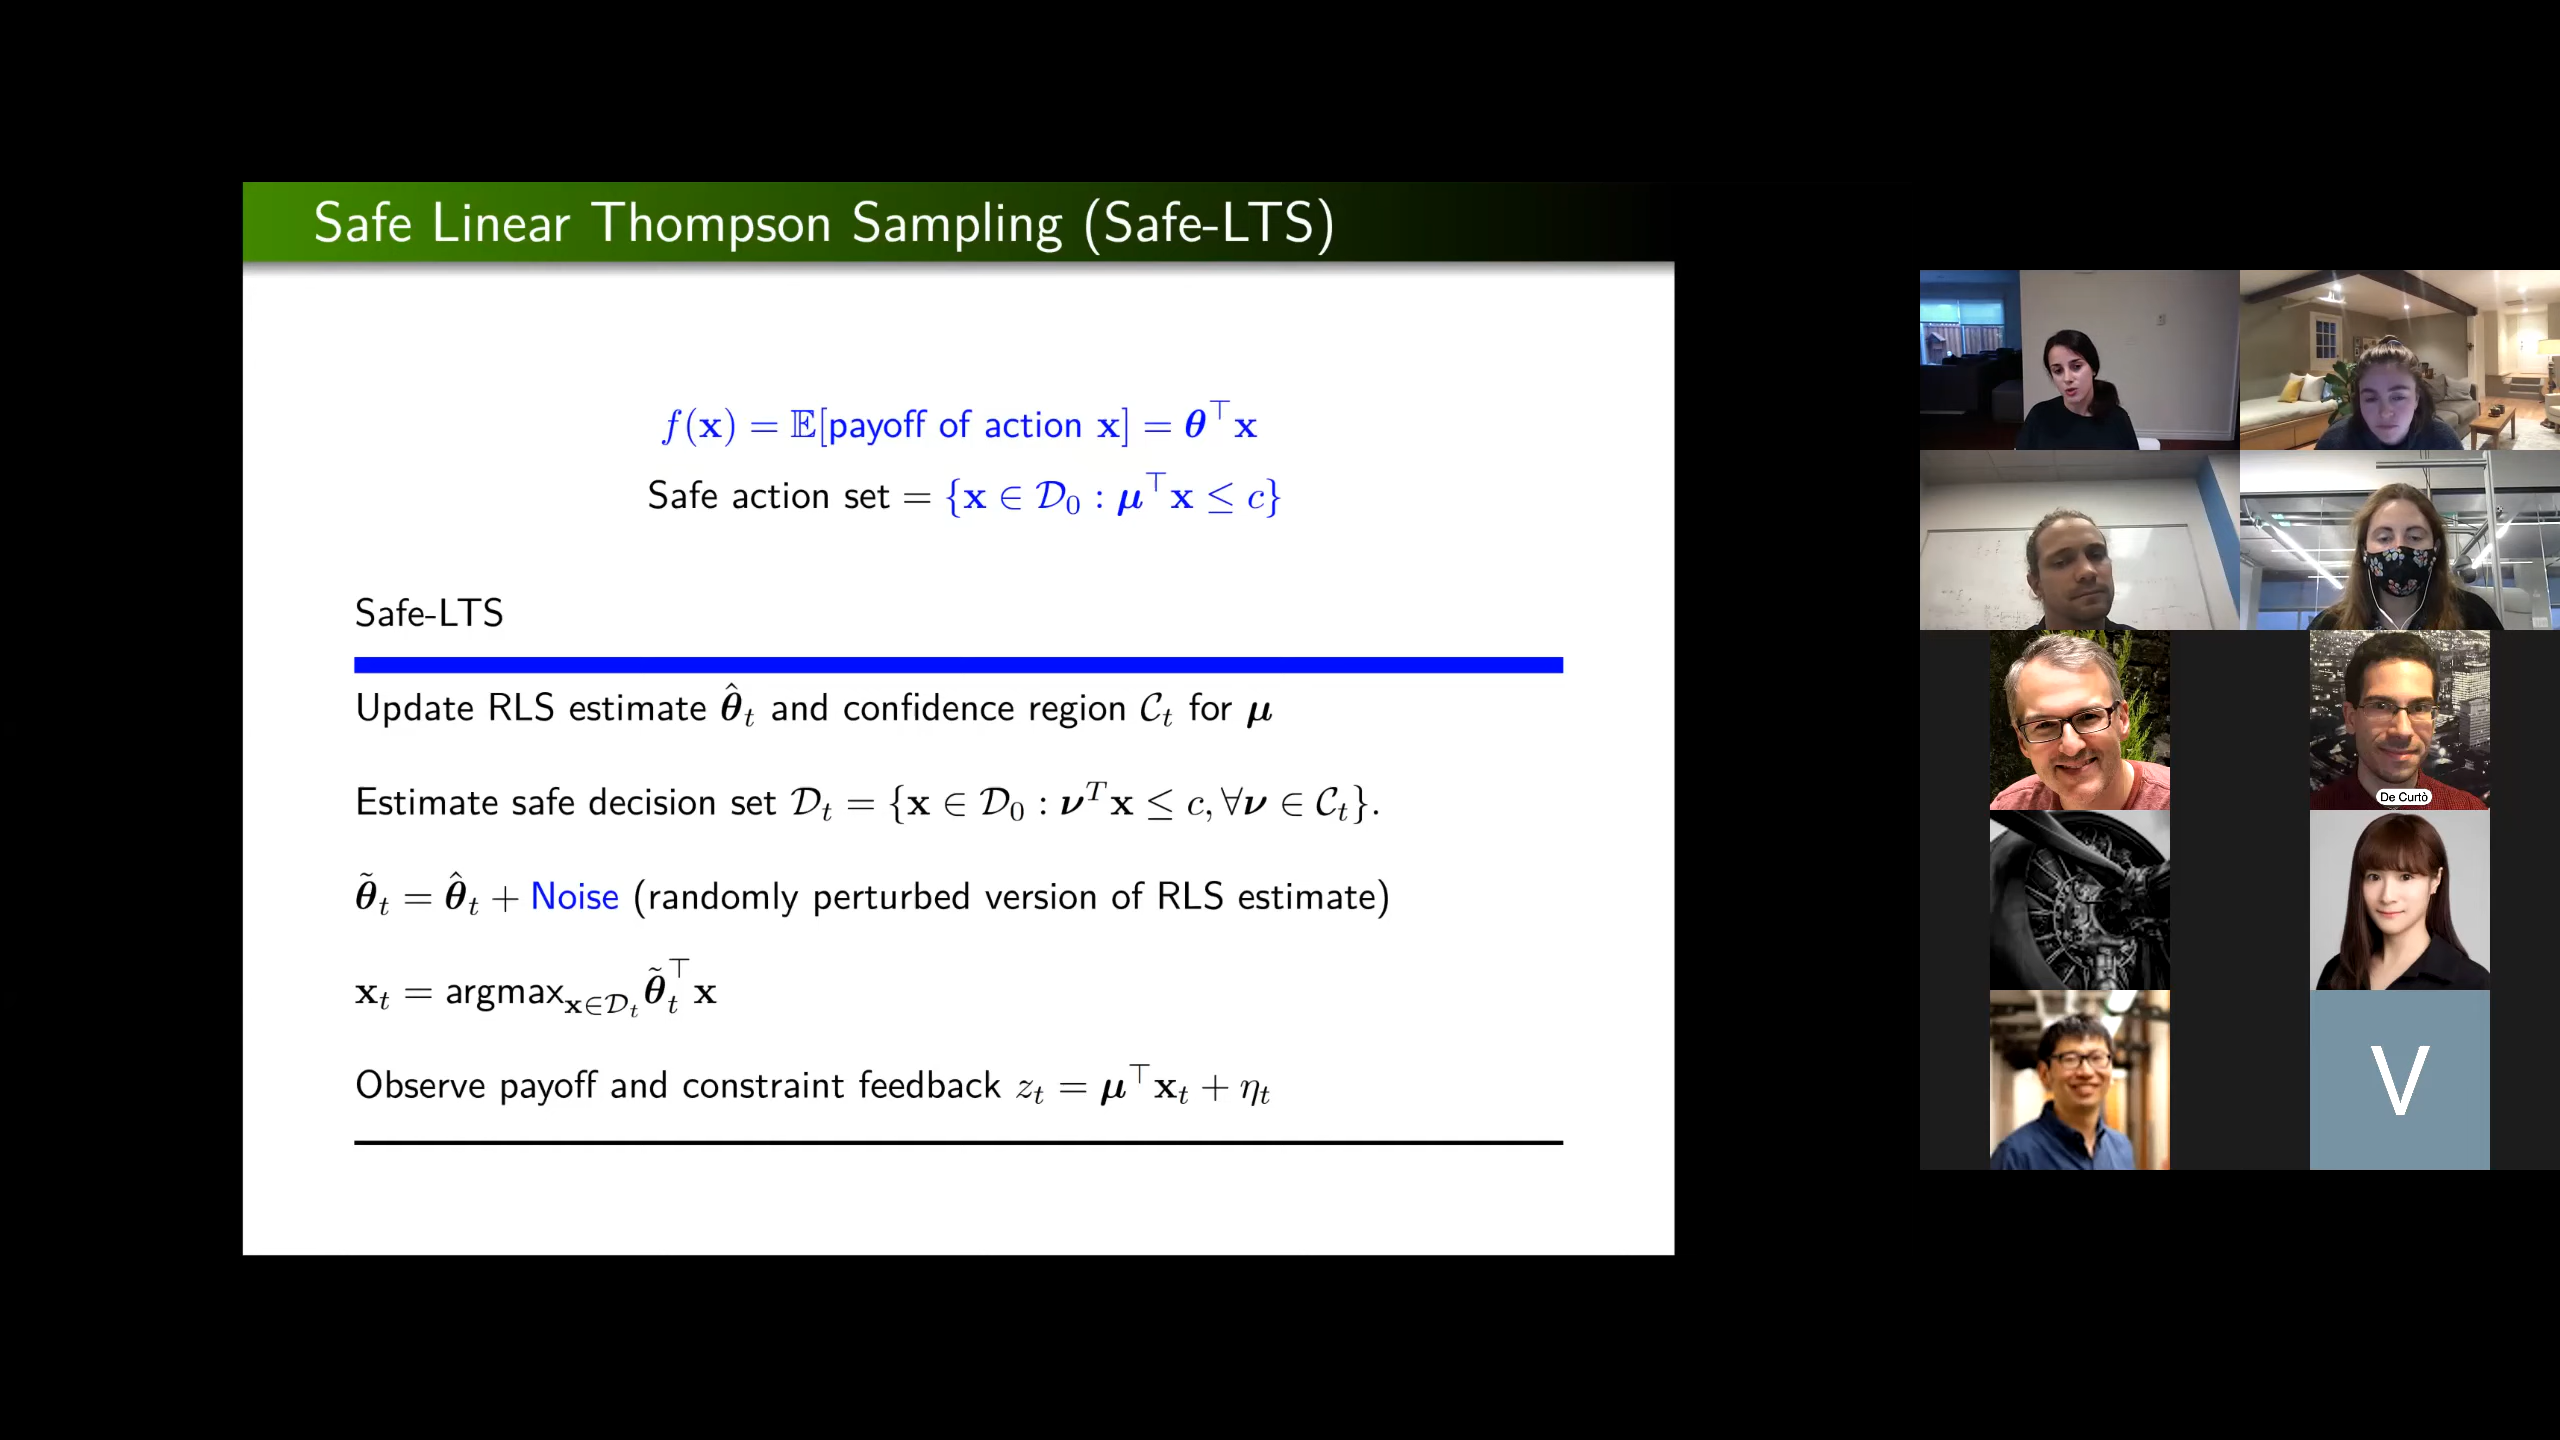 Safe Linear Thompson Sampling (Safe-LTS)
f(x) = 𝔼[payoff of action x] = θ⊤x
Safe action set = {x ∈ 𝒟₀ : μ⊤x ≤ c}
Safe-LTS
Update RLS estimate θ̂ₜ and confidence region 𝒞ₜ for μ
Estimate safe decision set 𝒟ₜ = {x ∈ 𝒟₀ : νᵀx ≤ c, ∀ν ∈ 𝒞ₜ}.
θ̃ₜ = θ̂ₜ + Noise (randomly perturbed version of RLS estimate)
xₜ = argmax_{x∈𝒟ₜ} θ̃ₜ⊤x
Observe payoff and constraint feedback zₜ = μ⊤xₜ + ηₜ
De Curtò
V